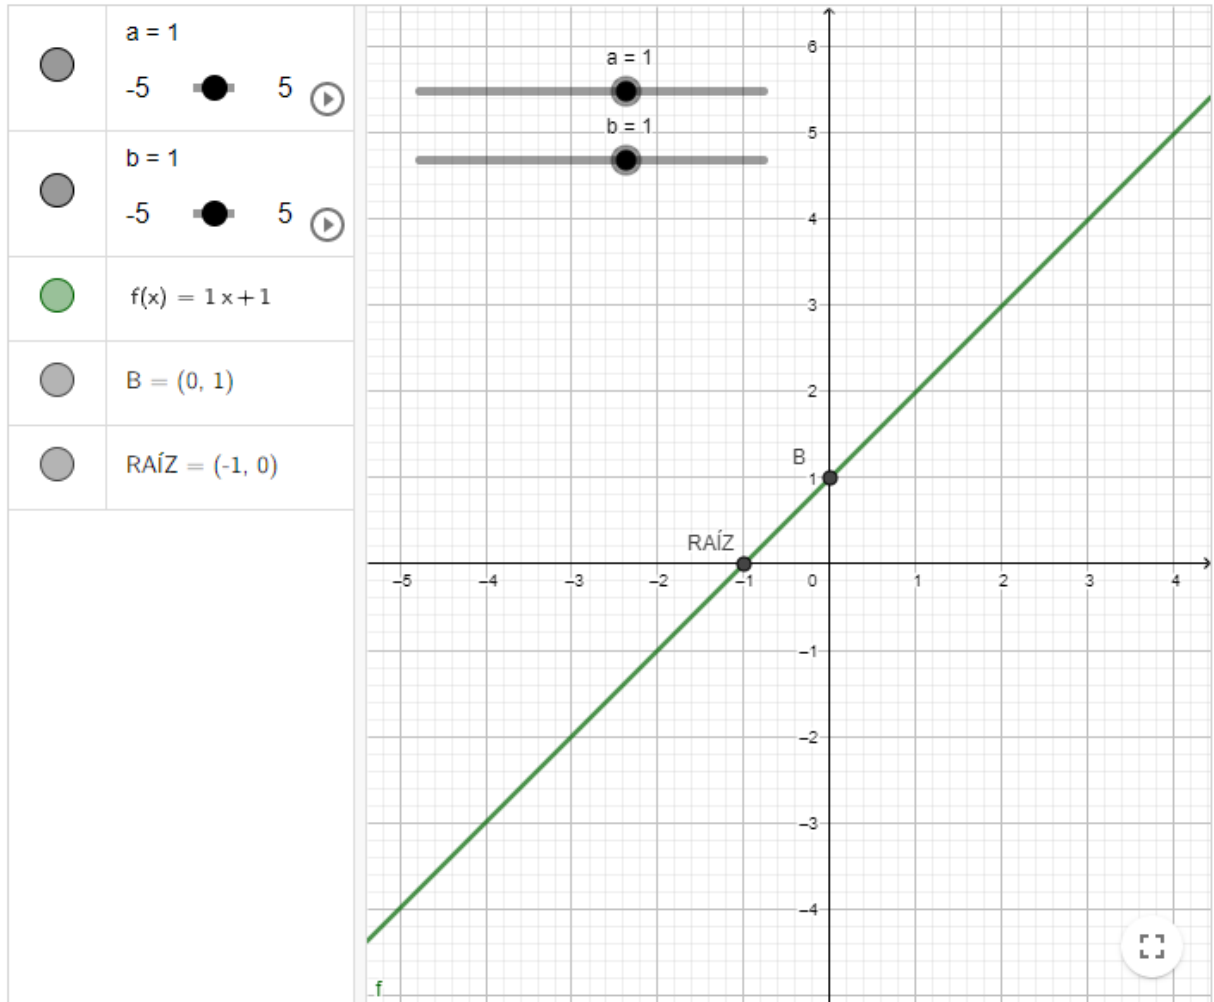 a = 1
-5 5
b = 1
-5 5
f(x) = 1 x + 1
B = (0, 1)
RAÍZ = (-1, 0)
a = 1
b = 1
6
5
4
3
2
B
1
RAÍZ
–5 –4 –3 –2 –1 0 1 2 3 4
–1
–2
–3
–4
f